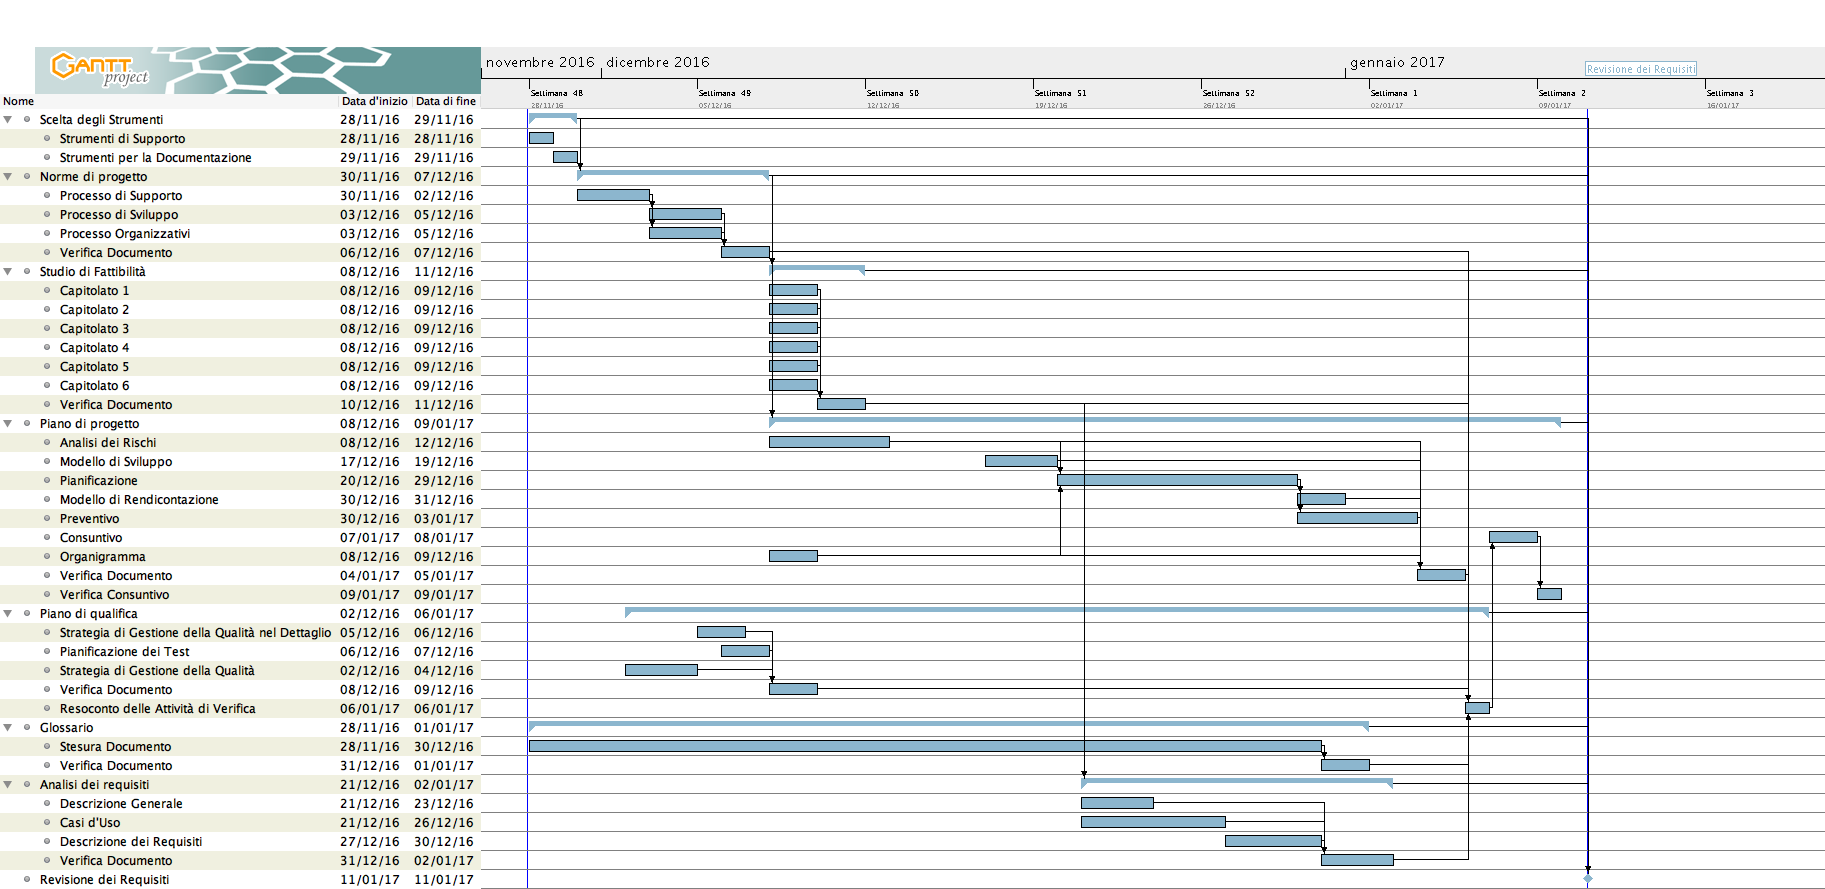 GANTT
project
novembre 2016 dicembre 2016 gennaio 2017
Revisione dei Requisiti
Settimana 48 Settimana 49 Settimana 50 Settimana 51 Settimana 52 Settimana 1 Settimana 2 Settimana 3
28/11/16 05/12/16 12/12/16 19/12/16 26/12/16 02/01/17 09/01/17 16/01/17
Nome Data d'inizio Data di fine
Scelta degli Strumenti 28/11/16 29/11/16
Strumenti di Supporto 28/11/16 28/11/16
Strumenti per la Documentazione 29/11/16 29/11/16
Norme di progetto 30/11/16 07/12/16
Processo di Supporto 30/11/16 02/12/16
Processo di Sviluppo 03/12/16 05/12/16
Processo Organizzativi 03/12/16 05/12/16
Verifica Documento 06/12/16 07/12/16
Studio di Fattibilità 08/12/16 11/12/16
Capitolato 1 08/12/16 09/12/16
Capitolato 2 08/12/16 09/12/16
Capitolato 3 08/12/16 09/12/16
Capitolato 4 08/12/16 09/12/16
Capitolato 5 08/12/16 09/12/16
Capitolato 6 08/12/16 09/12/16
Verifica Documento 10/12/16 11/12/16
Piano di progetto 08/12/16 09/01/17
Analisi dei Rischi 08/12/16 12/12/16
Modello di Sviluppo 17/12/16 19/12/16
Pianificazione 20/12/16 29/12/16
Modello di Rendicontazione 30/12/16 31/12/16
Preventivo 30/12/16 03/01/17
Consuntivo 07/01/17 08/01/17
Organigramma 08/12/16 09/12/16
Verifica Documento 04/01/17 05/01/17
Verifica Consuntivo 09/01/17 09/01/17
Piano di qualifica 02/12/16 06/01/17
Strategia di Gestione della Qualità nel Dettaglio 05/12/16 06/12/16
Pianificazione dei Test 06/12/16 07/12/16
Strategia di Gestione della Qualità 02/12/16 04/12/16
Verifica Documento 08/12/16 09/12/16
Resoconto delle Attività di Verifica 06/01/17 06/01/17
Glossario 28/11/16 01/01/17
Stesura Documento 28/11/16 30/12/16
Verifica Documento 31/12/16 01/01/17
Analisi dei requisiti 21/12/16 02/01/17
Descrizione Generale 21/12/16 23/12/16
Casi d'Uso 21/12/16 26/12/16
Descrizione dei Requisiti 27/12/16 30/12/16
Verifica Documento 31/12/16 02/01/17
Revisione dei Requisiti 11/01/17 11/01/17